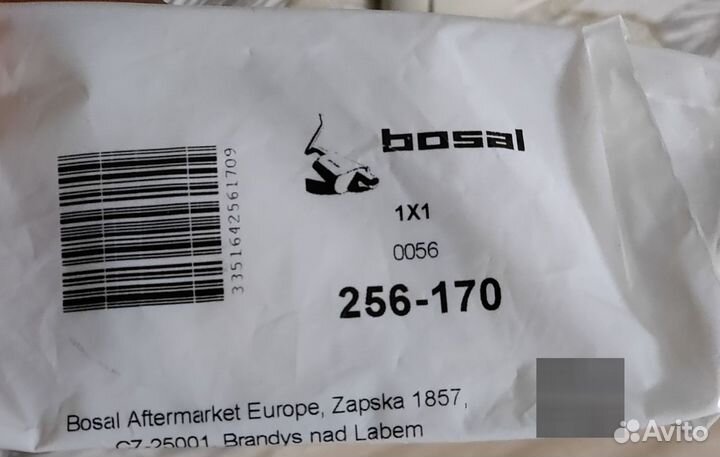 bosal
1X1
0056
256-170
3351642561709
Bosal Aftermarket Europe, Zapska 1857,
CZ-25001, Brandys nad Labem
Avito